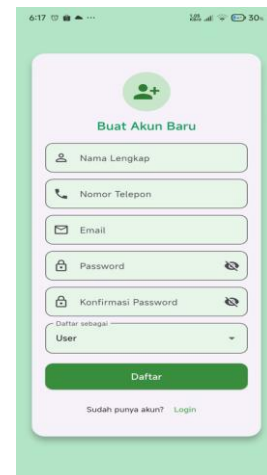 6:17 ... 30%
Buat Akun Baru
Nama Lengkap
Nomor Telepon
Email
Password
Konfirmasi Password
Daftar sebagai
User
Daftar
Sudah punya akun? Login